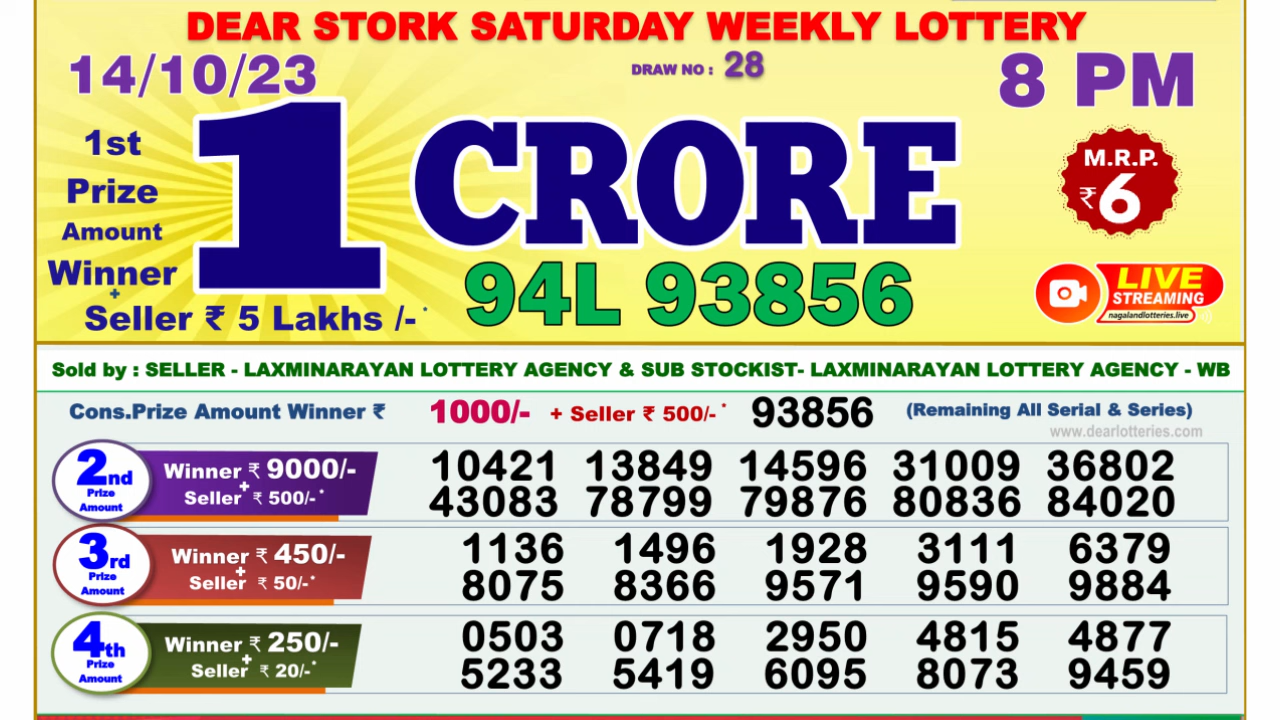 DEAR STORK SATURDAY WEEKLY LOTTERY
14/10/23
DRAW NO : 28
8 PM
1st
Prize
Amount
Winner
+
Seller ₹ 5 Lakhs /-*
1 CRORE
94L 93856
M.R.P.
₹ 6
LIVE
STREAMING
nagalandlotteries.live
Sold by : SELLER - LAXMINARAYAN LOTTERY AGENCY & SUB STOCKIST- LAXMINARAYAN LOTTERY AGENCY - WB
Cons.Prize Amount Winner ₹ 1000/- + Seller ₹ 500/-* 93856 (Remaining All Serial & Series)
www.dearlotteries.com
2nd
Prize
Amount
Winner ₹ 9000/-
+
Seller ₹ 500/-*
10421 13849 14596 31009 36802
43083 78799 79876 80836 84020
3rd
Prize
Amount
Winner ₹ 450/-
+
Seller ₹ 50/-*
1136 1496 1928 3111 6379
8075 8366 9571 9590 9884
4th
Prize
Amount
Winner ₹ 250/-
+
Seller ₹ 20/-*
0503 0718 2950 4815 4877
5233 5419 6095 8073 9459